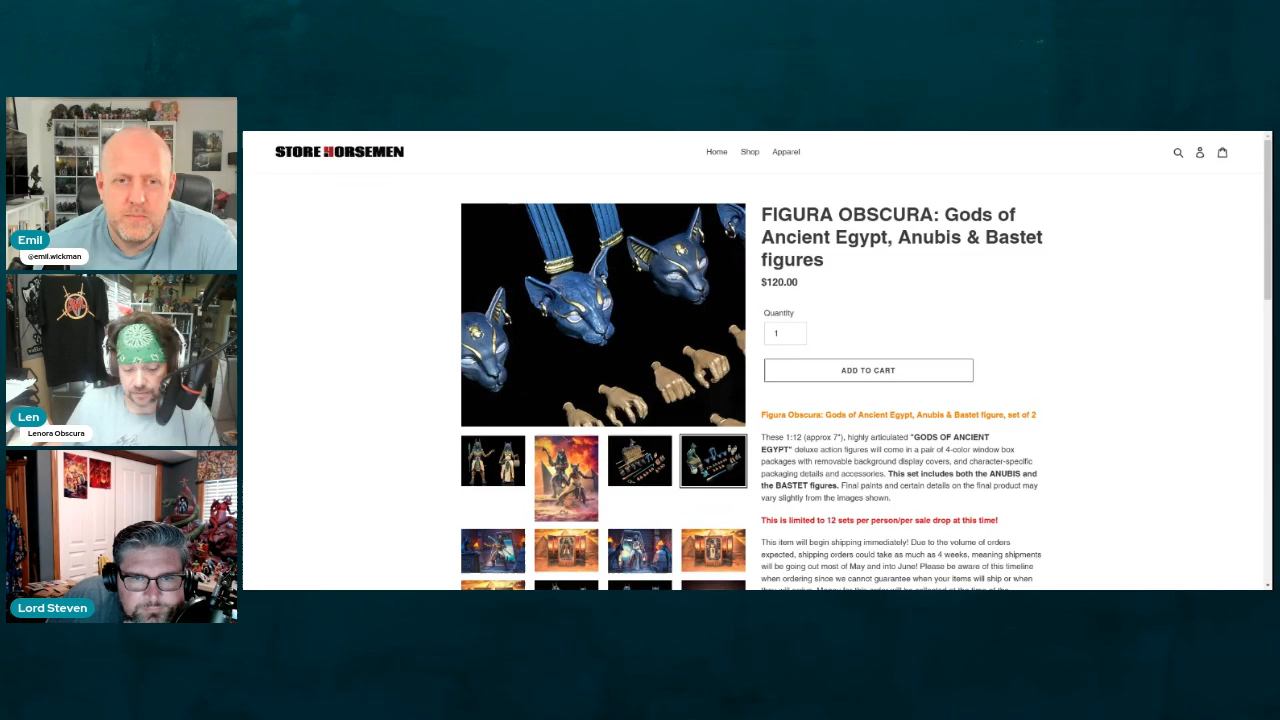 Emil
@emil.wickman
Len
Lenora Obscura
Lord Steven
STORE HORSEMEN
Home
Shop
Apparel
FIGURA OBSCURA: Gods of
Ancient Egypt, Anubis & Bastet
figures
$120.00
Quantity
1
ADD TO CART
Figura Obscura: Gods of Ancient Egypt, Anubis & Bastet figure, set of 2
These 1:12 (approx 7"), highly articulated "GODS OF ANCIENT
EGYPT" deluxe action figures will come in a pair of 4-color window box
packages with removable background display covers, and character-specific
packaging details and accessories. This set includes both the ANUBIS and
the BASTET figures. Final paints and certain details on the final product may
vary slightly from the images shown.
This is limited to 12 sets per person/per sale drop at this time!
This item will begin shipping immediately! Due to the volume of orders
expected, shipping orders could take as much as 4 weeks, meaning shipments
will be going out most of May and into June! Please be aware of this timeline
when ordering since we cannot guarantee when your items will ship or when